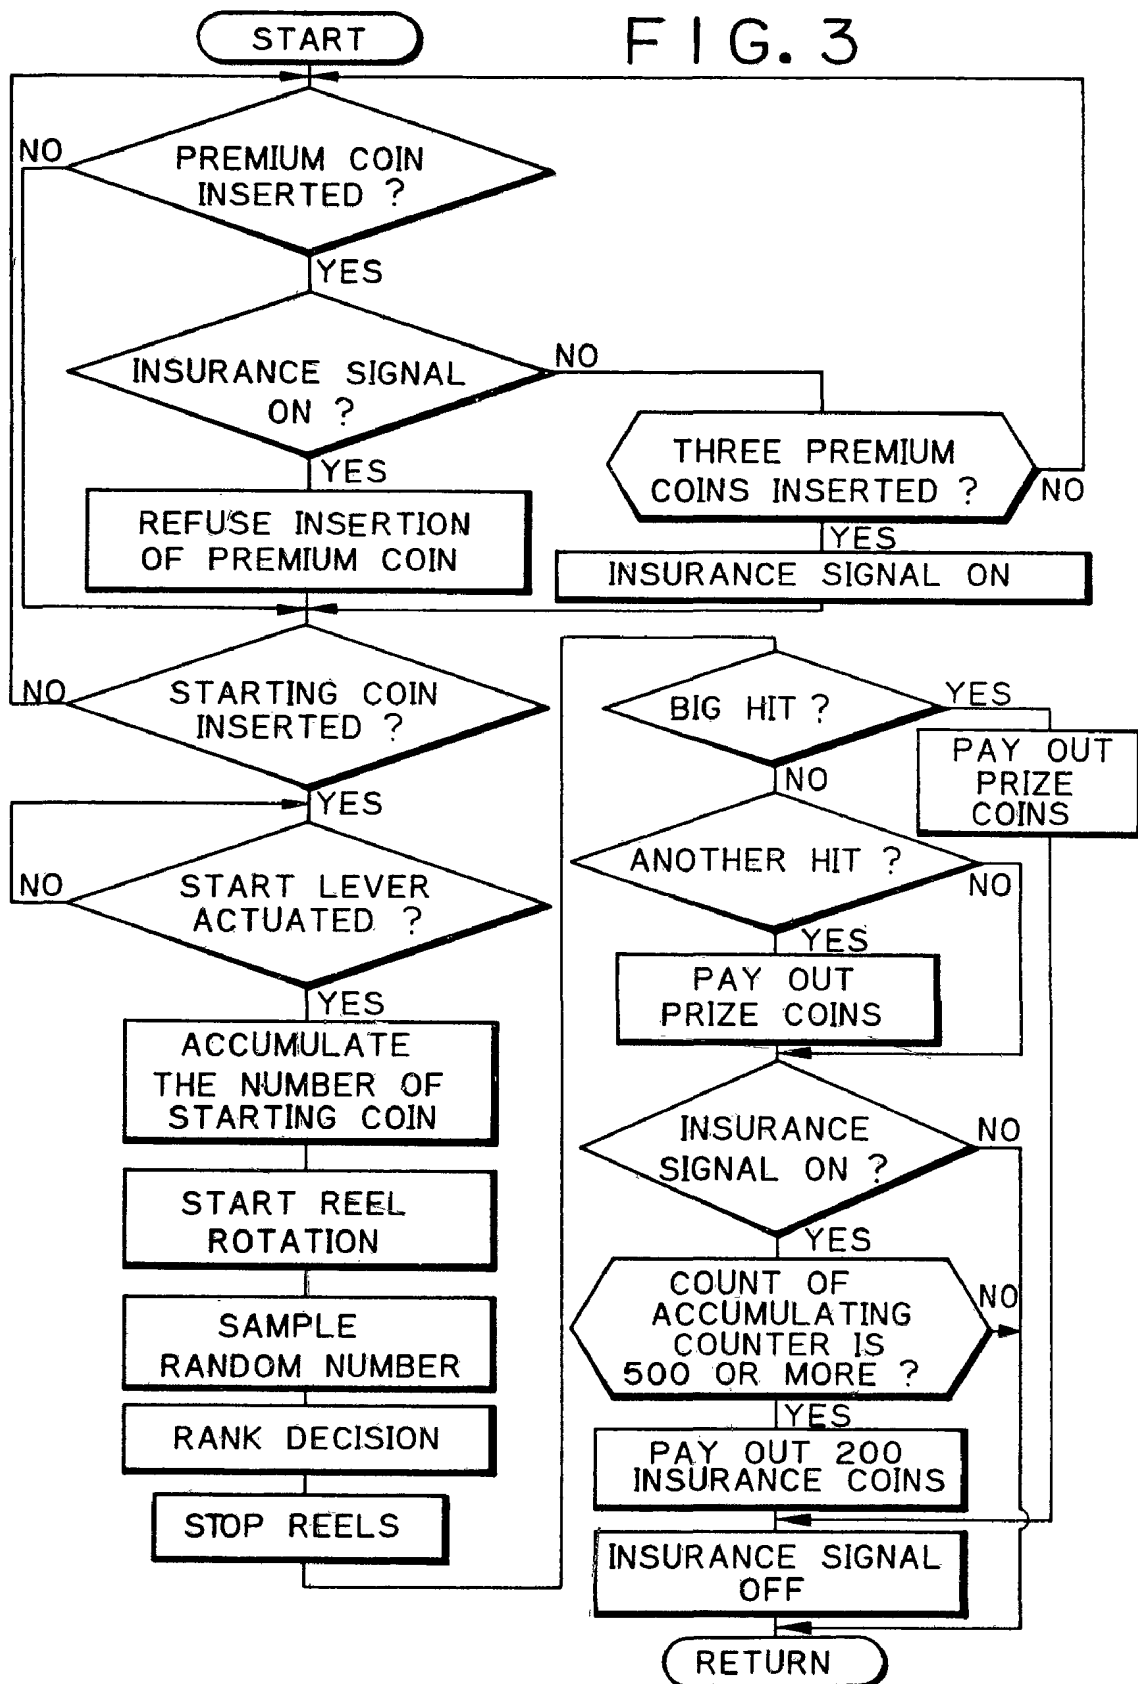 START
FIG. 3
NO
PREMIUM COIN
INSERTED ?
YES
INSURANCE SIGNAL
ON ?
NO
YES
THREE PREMIUM
COINS INSERTED ?
NO
YES
REFUSE INSERTION
OF PREMIUM COIN
INSURANCE SIGNAL ON
NO
STARTING COIN
INSERTED ?
YES
NO
START LEVER
ACTUATED ?
YES
ACCUMULATE
THE NUMBER OF
STARTING COIN
START REEL
ROTATION
SAMPLE
RANDOM NUMBER
RANK DECISION
STOP REELS
BIG HIT ?
YES
PAY OUT
PRIZE
COINS
NO
ANOTHER HIT ?
NO
YES
PAY OUT
PRIZE COINS
INSURANCE
SIGNAL ON ?
NO
YES
COUNT OF
ACCUMULATING
COUNTER IS
500 OR MORE ?
NO
YES
PAY OUT 200
INSURANCE COINS
INSURANCE SIGNAL
OFF
RETURN